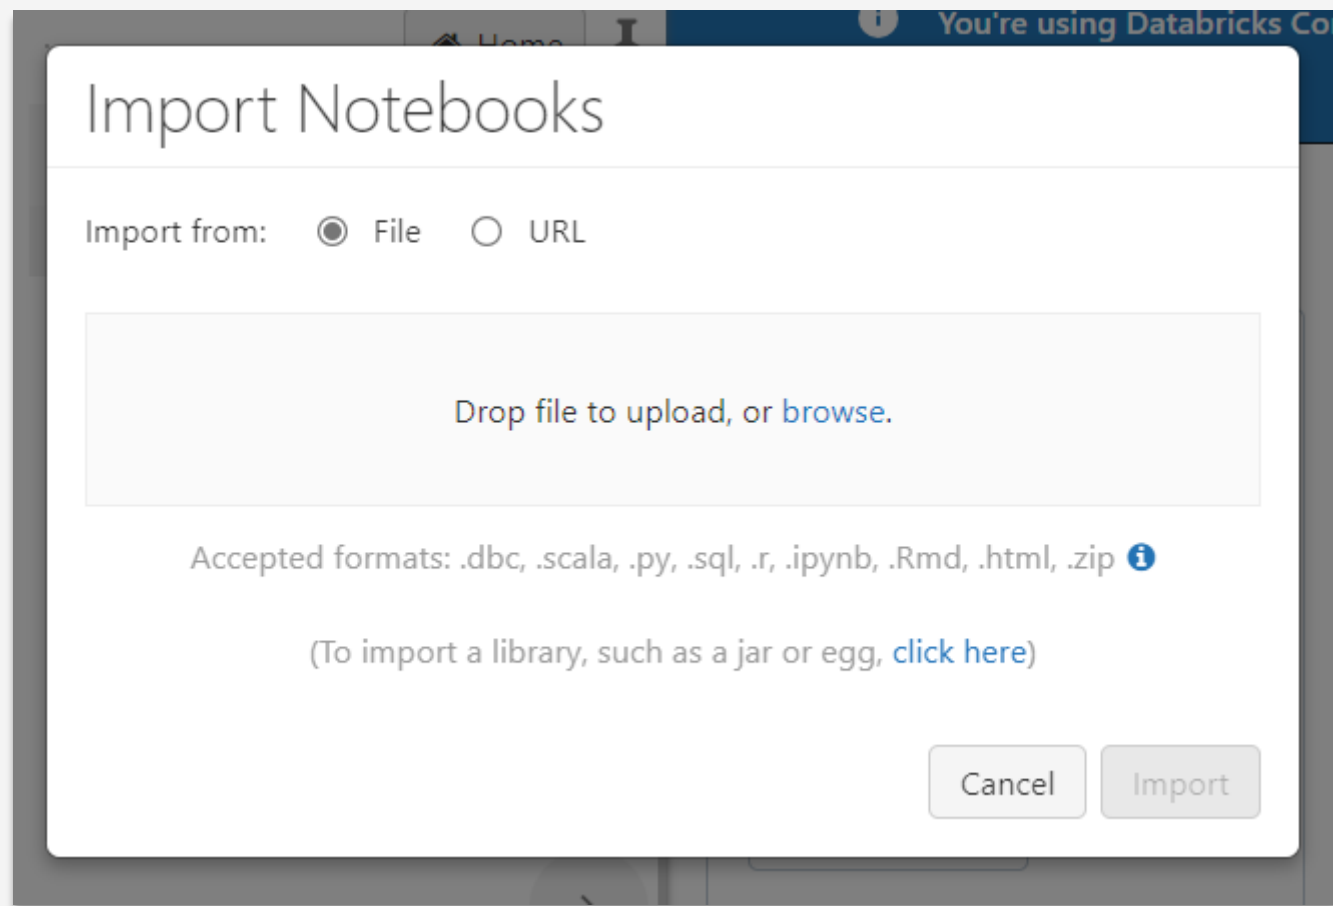 Home
You're using Databricks
Import Notebooks
Import from: File URL
Drop file to upload, or browse.
Accepted formats: .dbc, .scala, .py, .sql, .r, .ipynb, .Rmd, .html, .zip
(To import a library, such as a jar or egg, click here)
Cancel Import